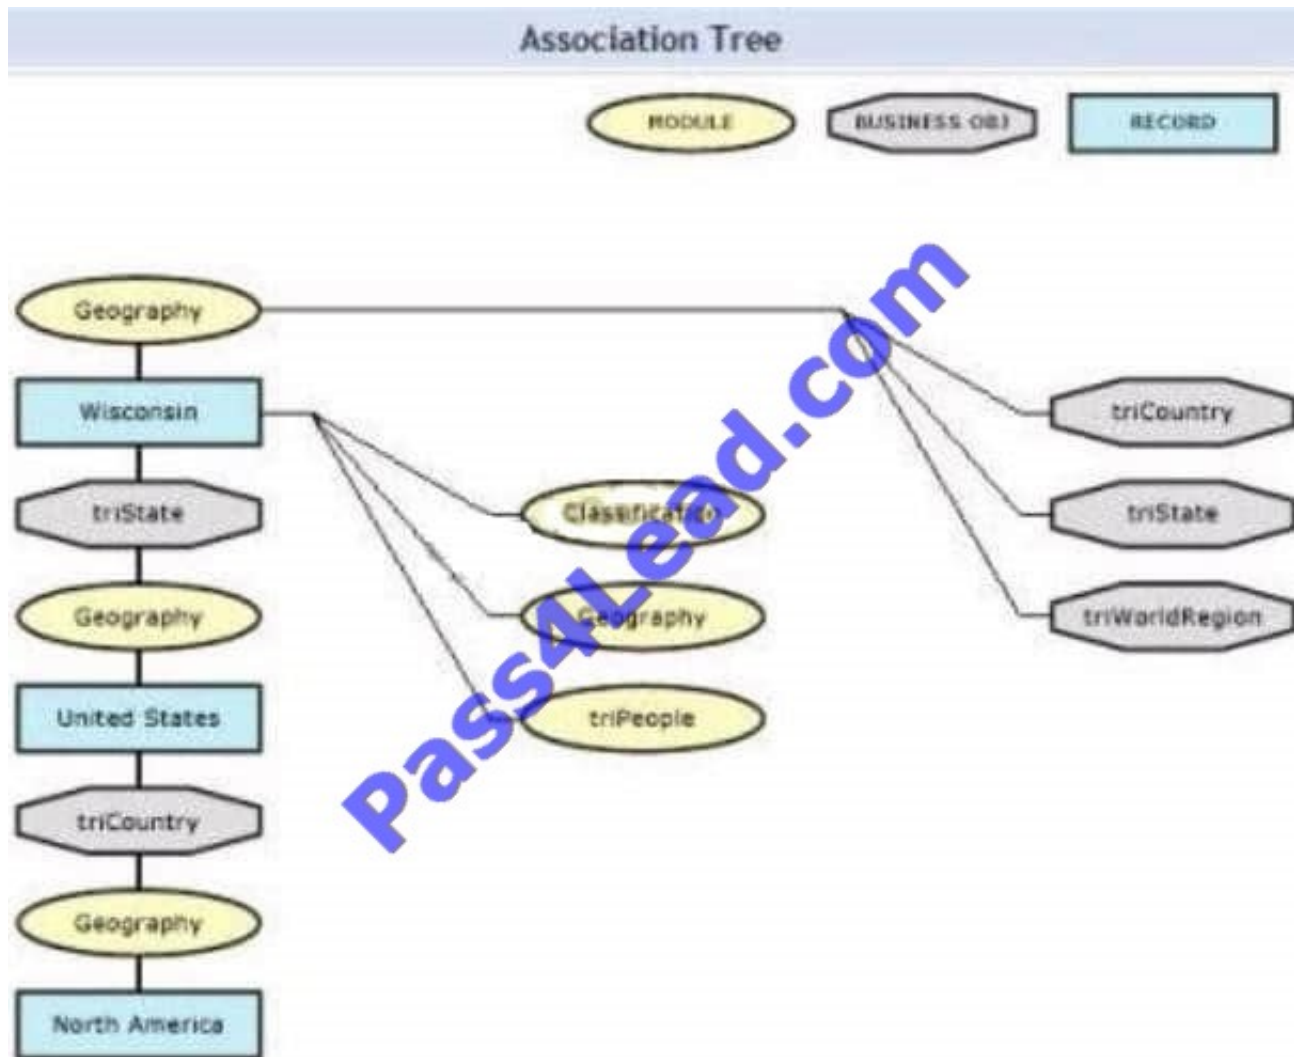 Association Tree
MODULE
BUSINESS OBJ
RECORD
Geography
Wisconsin
triCountry
triState
Classification
triState
Geography
Geography
triWorldRegion
United States
triPeople
triCountry
Geography
North America
Pass4Lead.com